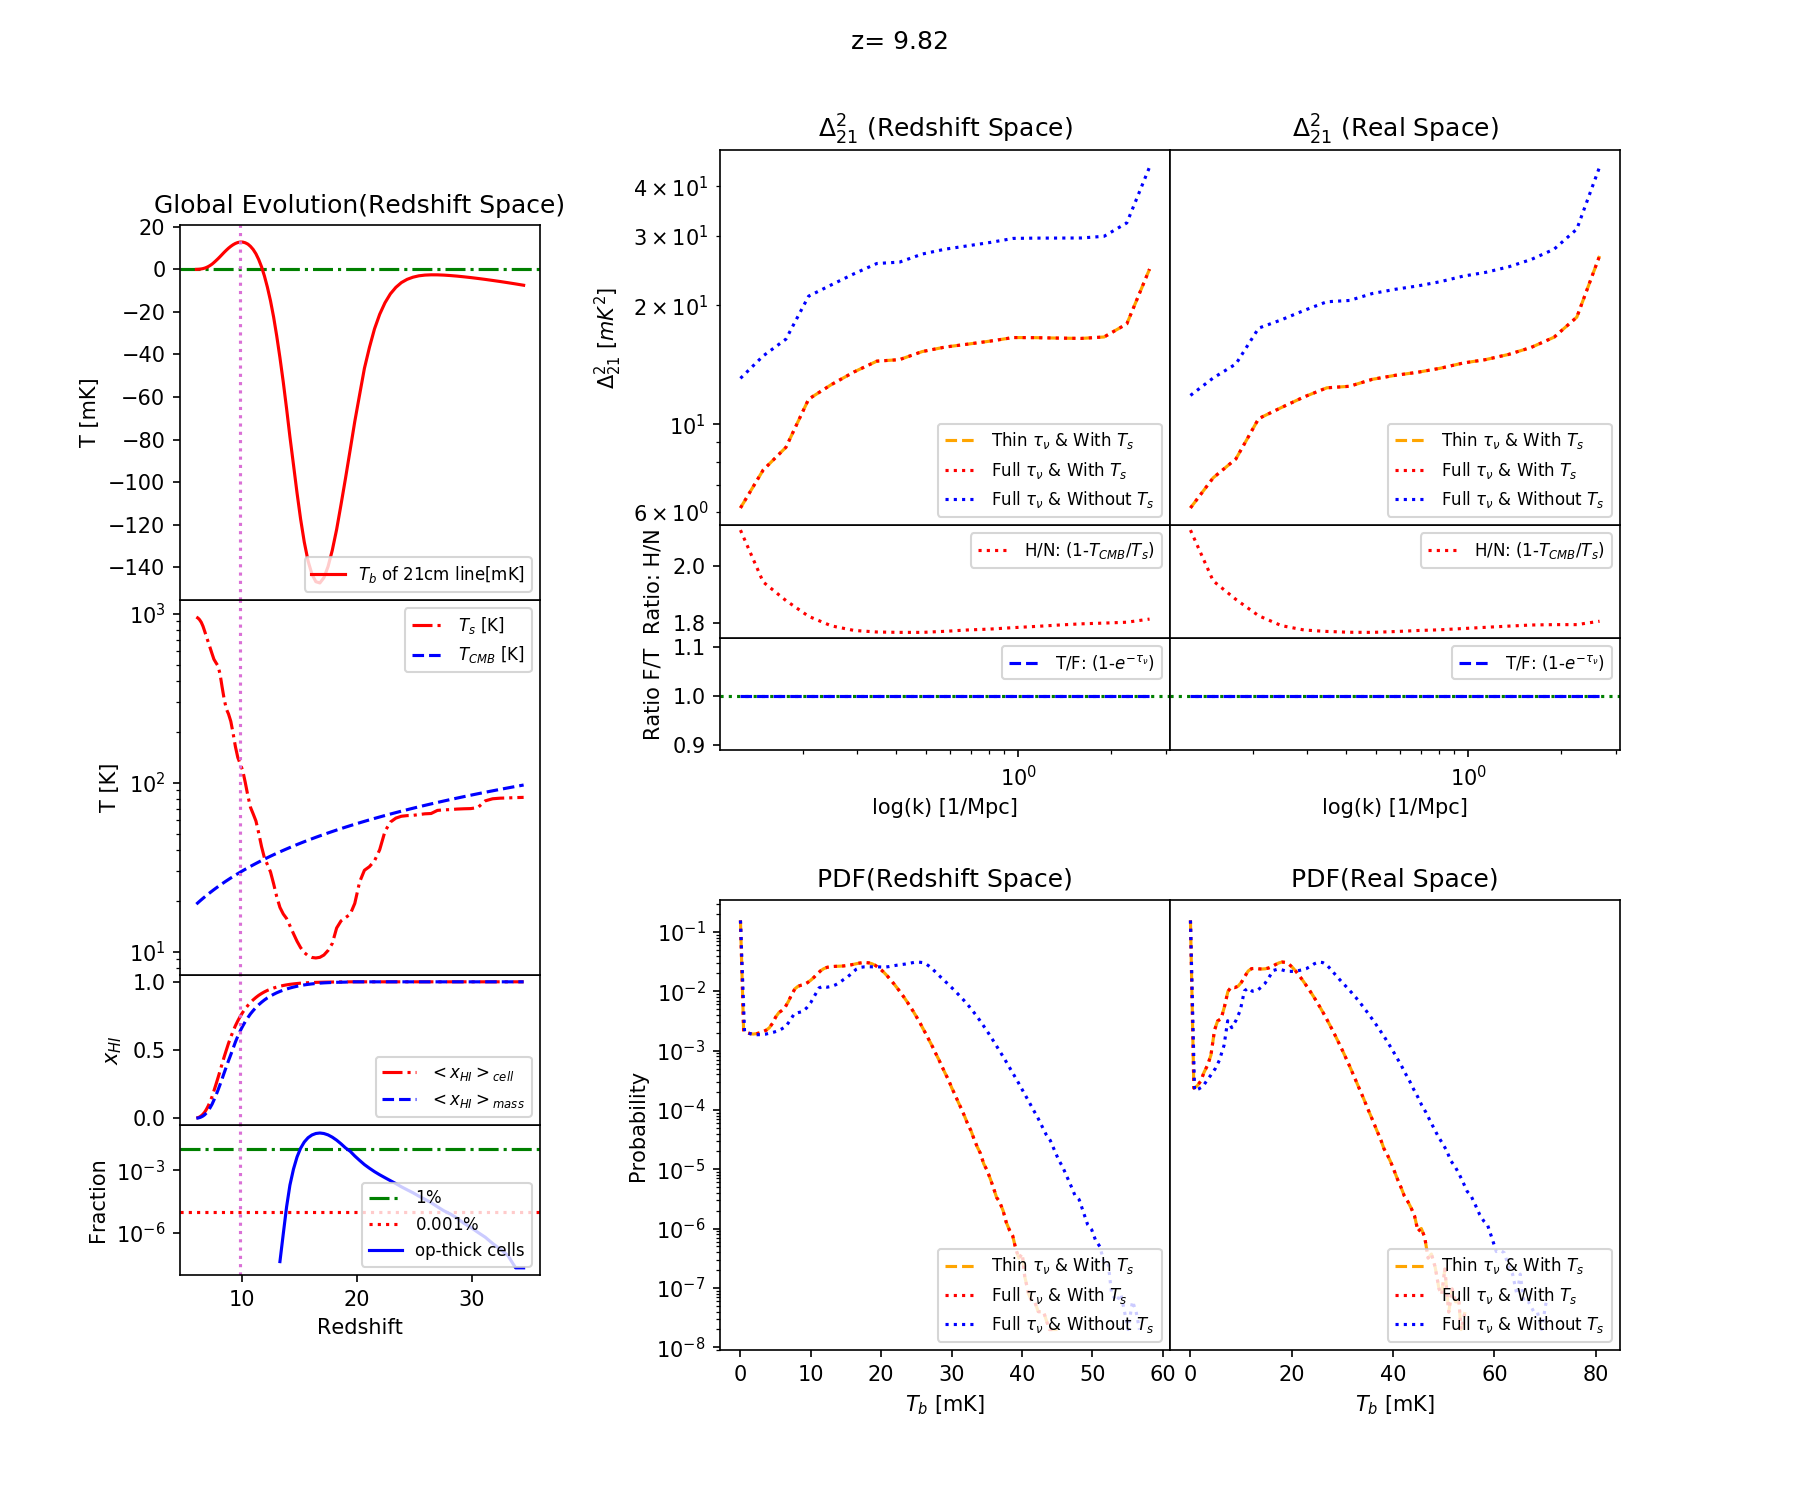 z= 9.82
Global Evolution(Redshift Space)
20
0
−20
−40
−60
−80
−100
−120
−140
T [mK]
T_b of 21cm line[mK]
10^3
10^2
10^1
T [K]
T_s [K]
T_CMB [K]
1.0
0.5
0.0
x_HI
<x_HI>_cell
<x_HI>_mass
10^−3
10^−6
Fraction
1%
0.001%
op-thick cells
10 20 30
Redshift
Δ²_21 (Redshift Space)
Δ²_21 (Real Space)
4×10^1
3×10^1
2×10^1
10^1
6×10^0
Δ²_21 [mK²]
Thin τ_ν & With T_s
Full τ_ν & With T_s
Full τ_ν & Without T_s
Thin τ_ν & With T_s
Full τ_ν & With T_s
Full τ_ν & Without T_s
2.0
1.8
Ratio: H/N
H/N: (1-T_CMB/T_s)
H/N: (1-T_CMB/T_s)
1.1
1.0
0.9
Ratio F/T
T/F: (1-e^−τ_ν)
T/F: (1-e^−τ_ν)
10^0
10^0
log(k) [1/Mpc]
log(k) [1/Mpc]
PDF(Redshift Space)
PDF(Real Space)
10^−1
10^−2
10^−3
10^−4
10^−5
10^−6
10^−7
10^−8
Probability
Thin τ_ν & With T_s
Full τ_ν & With T_s
Full τ_ν & Without T_s
Thin τ_ν & With T_s
Full τ_ν & With T_s
Full τ_ν & Without T_s
0 10 20 30 40 50 60
0 20 40 60 80
T_b [mK]
T_b [mK]